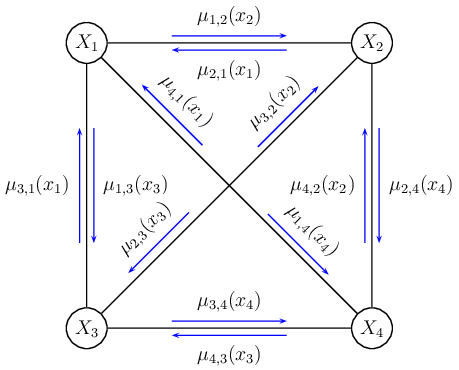 μ₁,₂(x₂)
X₁
X₂
μ₂,₁(x₁)
μ₄,₁(x₁)
μ₃,₂(x₂)
μ₃,₁(x₁)
μ₁,₃(x₃)
μ₄,₂(x₂)
μ₂,₄(x₄)
μ₂,₃(x₃)
μ₁,₄(x₄)
μ₃,₄(x₄)
X₃
X₄
μ₄,₃(x₃)